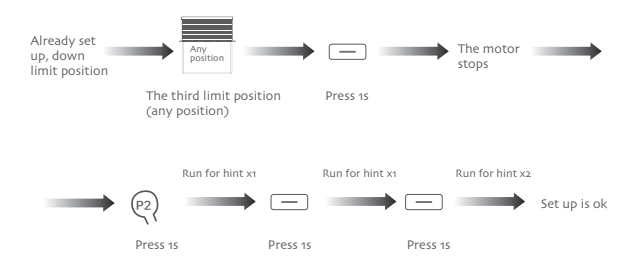 Already set
up, down
limit position
Any
position
The third limit position
(any position)
Press 1s
The motor
stops
P2
Press 1s
Run for hint x1
Press 1s
Run for hint x1
Press 1s
Run for hint x2
Set up is ok